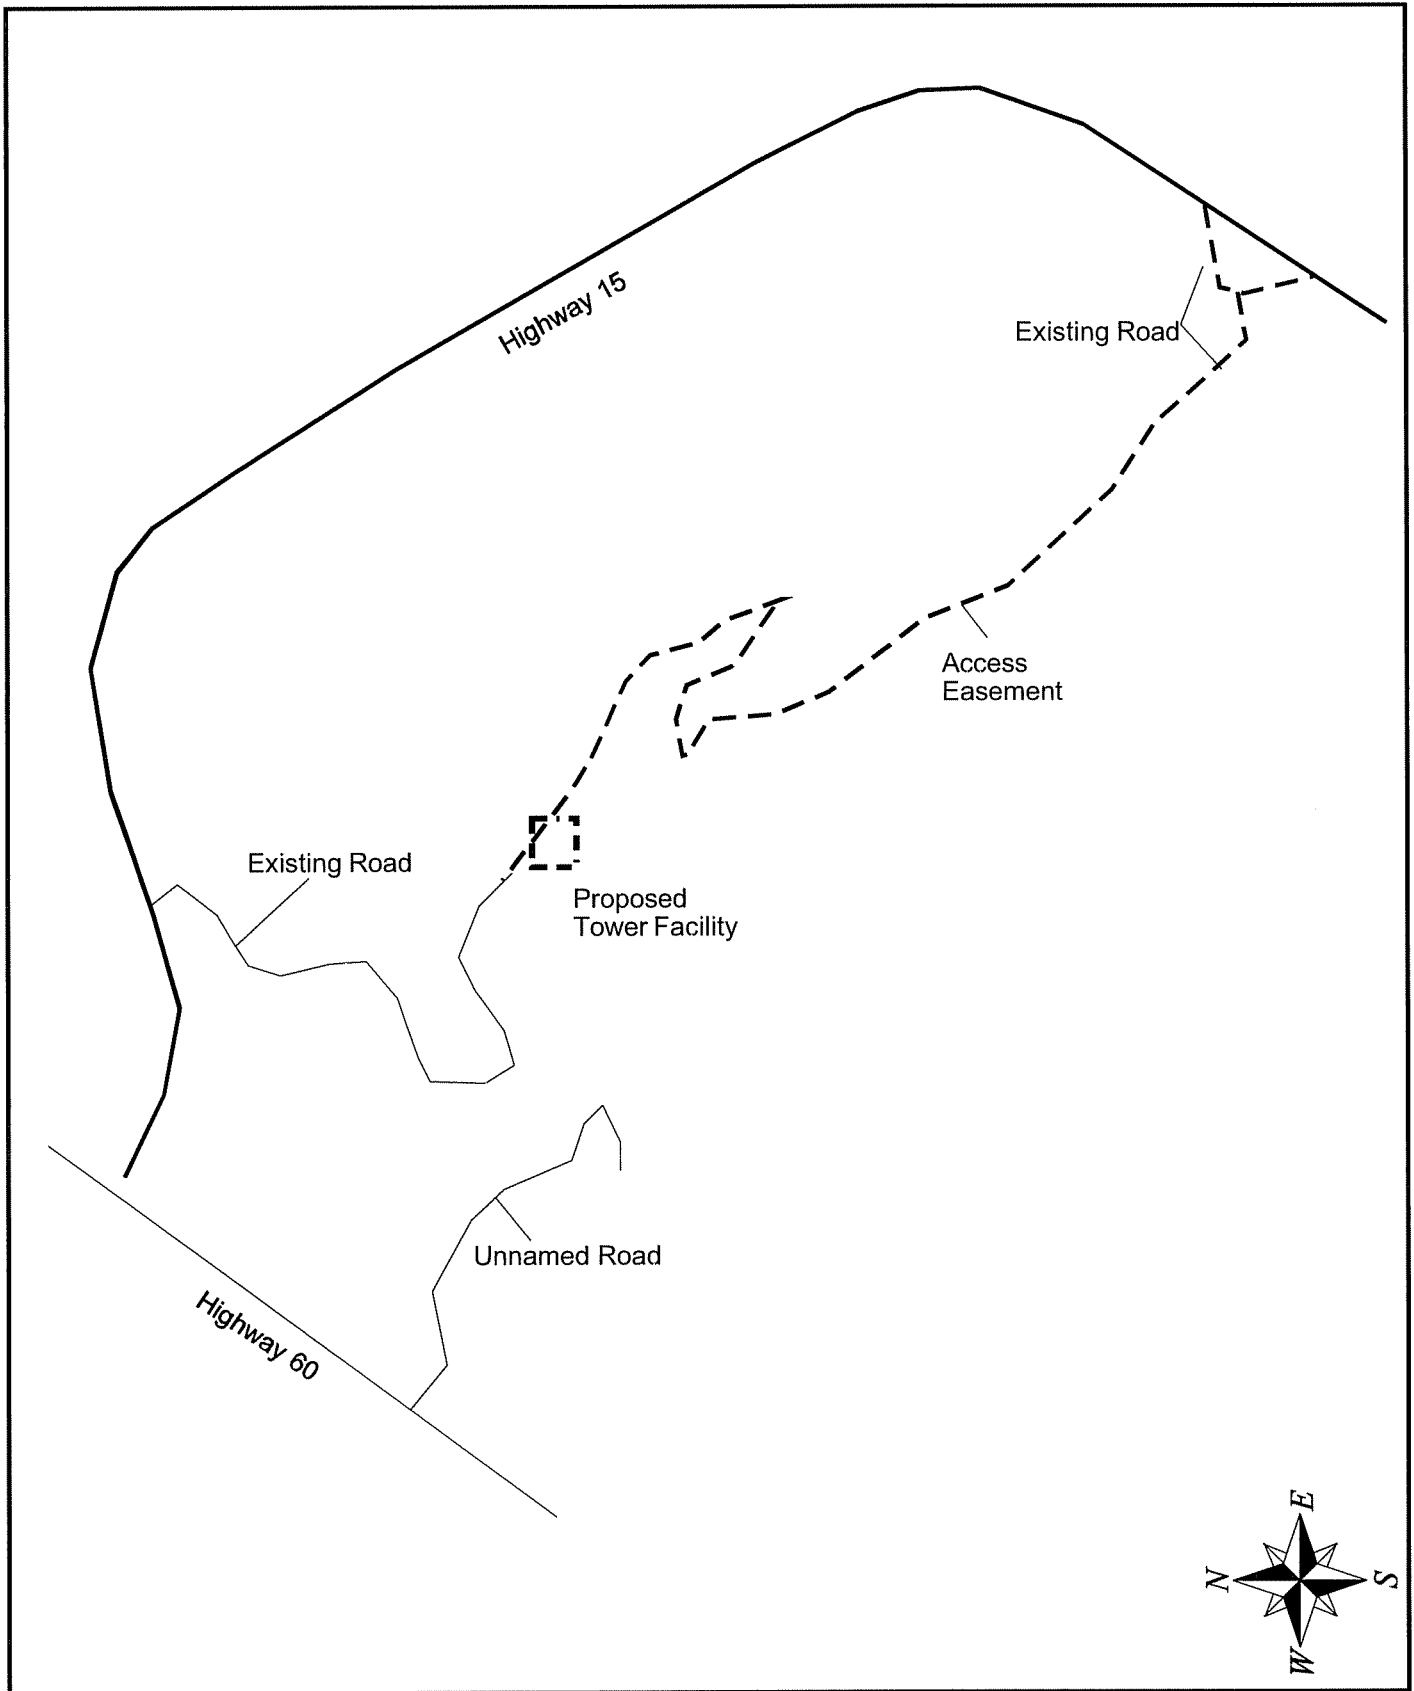 Highway 15
Existing Road
Access
Easement
Existing Road
Proposed
Tower Facility
Unnamed Road
Highway 60
E
N
S
W